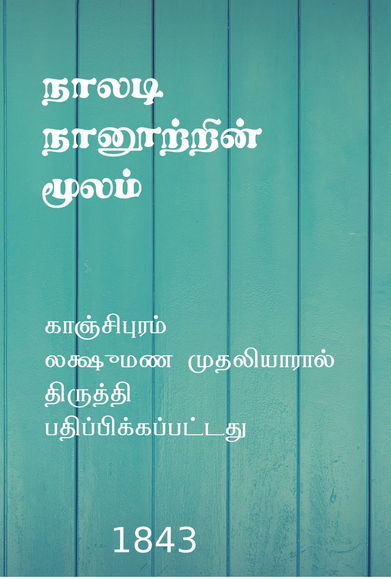 நாலடி
நானூற்றின்
மூலம்
காஞ்சிபுரம்
லக்ஷுமண முதலியாரால்
திருத்தி
பதிப்பிக்கப்பட்டது
1843